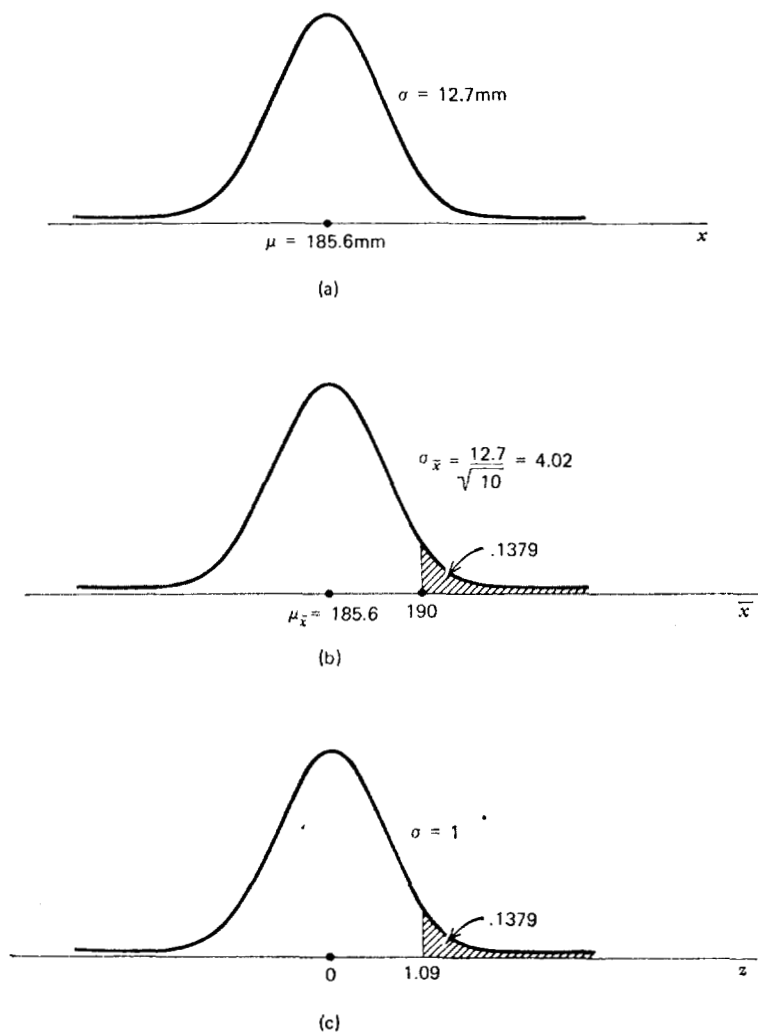 σ = 12.7mm
μ = 185.6mm
x
(a)
σx̄ = 12.7/√10 = 4.02
.1379
μx̄ = 185.6
190
x̄
(b)
σ = 1
.1379
0
1.09
z
(c)